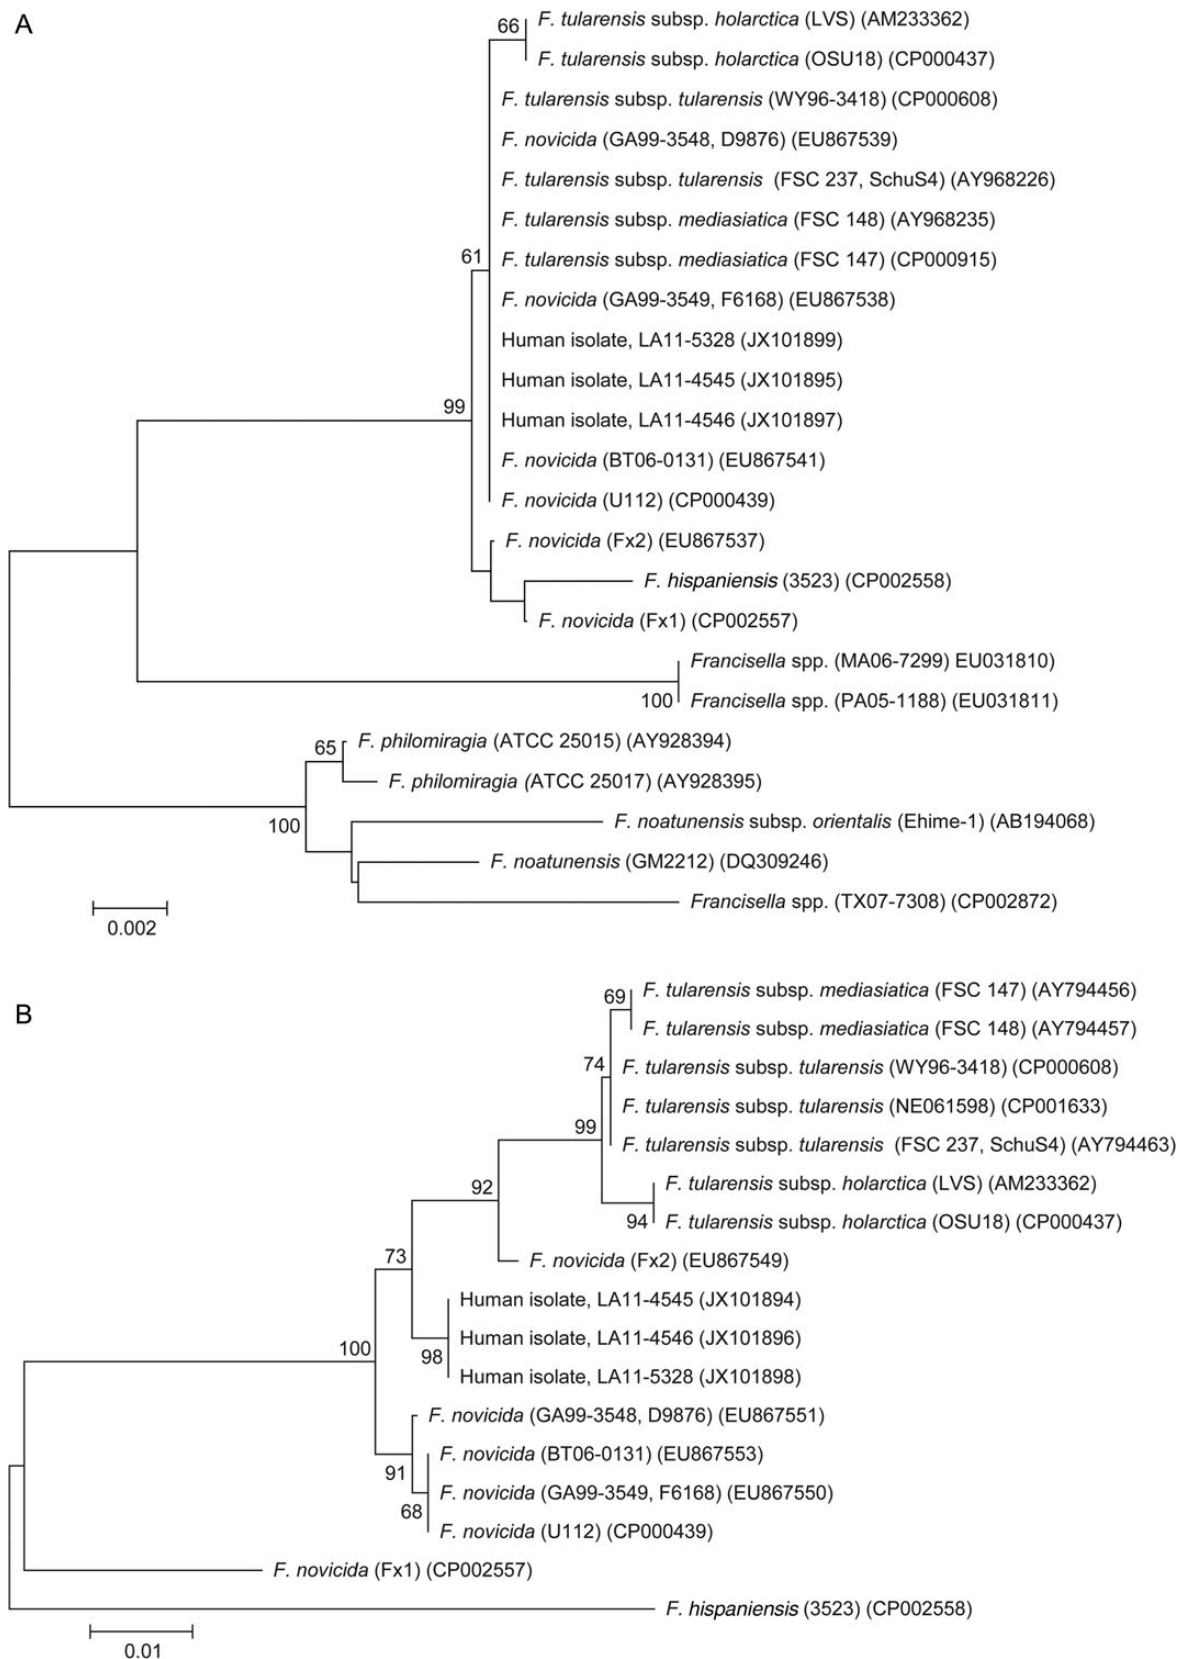 A
66
F. tularensis subsp. holarctica (LVS) (AM233362)
F. tularensis subsp. holarctica (OSU18) (CP000437)
F. tularensis subsp. tularensis (WY96-3418) (CP000608)
F. novicida (GA99-3548, D9876) (EU867539)
F. tularensis subsp. tularensis (FSC 237, SchuS4) (AY968226)
F. tularensis subsp. mediasiatica (FSC 148) (AY968235)
61
F. tularensis subsp. mediasiatica (FSC 147) (CP000915)
F. novicida (GA99-3549, F6168) (EU867538)
Human isolate, LA11-5328 (JX101899)
Human isolate, LA11-4545 (JX101895)
99
Human isolate, LA11-4546 (JX101897)
F. novicida (BT06-0131) (EU867541)
F. novicida (U112) (CP000439)
F. novicida (Fx2) (EU867537)
F. hispaniensis (3523) (CP002558)
F. novicida (Fx1) (CP002557)
Francisella spp. (MA06-7299) EU031810)
100
Francisella spp. (PA05-1188) (EU031811)
65
F. philomiragia (ATCC 25015) (AY928394)
F. philomiragia (ATCC 25017) (AY928395)
100
F. noatunensis subsp. orientalis (Ehime-1) (AB194068)
F. noatunensis (GM2212) (DQ309246)
Francisella spp. (TX07-7308) (CP002872)
0.002
B
69
F. tularensis subsp. mediasiatica (FSC 147) (AY794456)
F. tularensis subsp. mediasiatica (FSC 148) (AY794457)
74
F. tularensis subsp. tularensis (WY96-3418) (CP000608)
F. tularensis subsp. tularensis (NE061598) (CP001633)
99
F. tularensis subsp. tularensis (FSC 237, SchuS4) (AY794463)
92
F. tularensis subsp. holarctica (LVS) (AM233362)
94
F. tularensis subsp. holarctica (OSU18) (CP000437)
73
F. novicida (Fx2) (EU867549)
Human isolate, LA11-4545 (JX101894)
Human isolate, LA11-4546 (JX101896)
100
98
Human isolate, LA11-5328 (JX101898)
F. novicida (GA99-3548, D9876) (EU867551)
F. novicida (BT06-0131) (EU867553)
91
F. novicida (GA99-3549, F6168) (EU867550)
68
F. novicida (U112) (CP000439)
F. novicida (Fx1) (CP002557)
F. hispaniensis (3523) (CP002558)
0.01